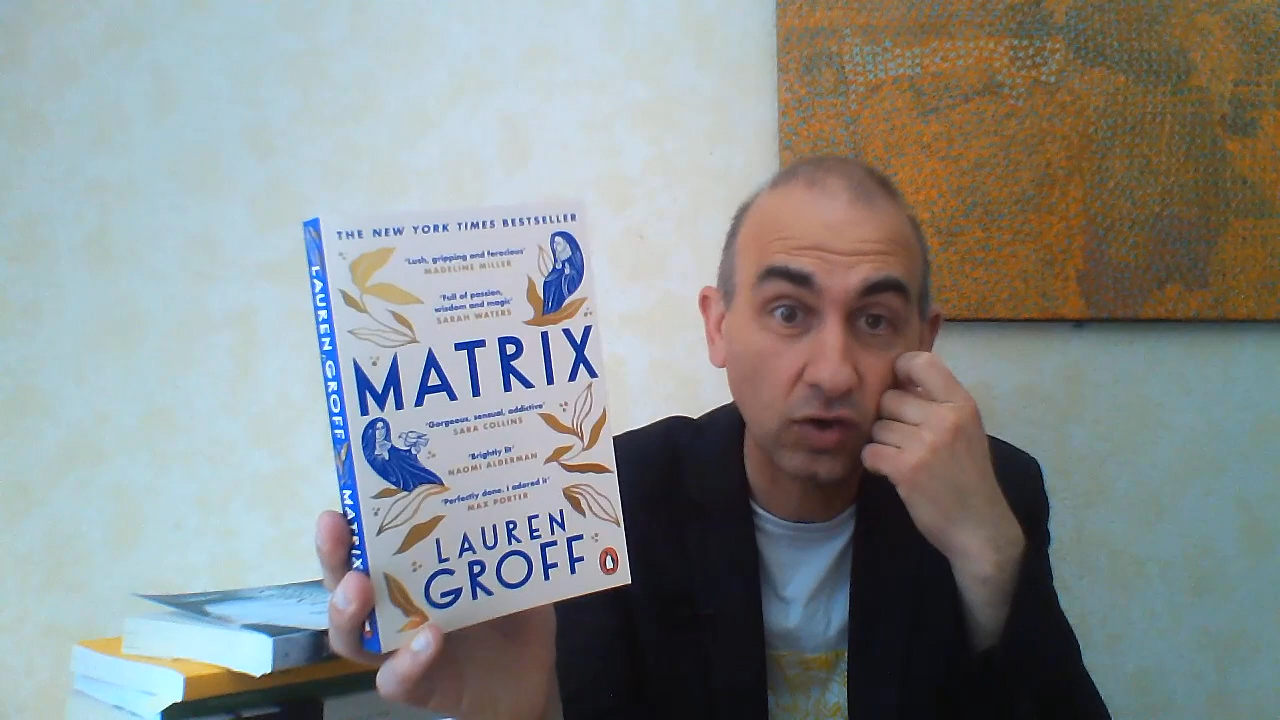 THE NEW YORK TIMES BESTSELLER
'Lush, gripping and ferocious'
MADELINE MILLER
'Full of passion,
wisdom and magic'
SARAH WATERS
MATRIX
'Gorgeous, sensual, addictive'
SARA COLLINS
'Brightly lit'
NAOMI ALDERMAN
'Perfectly done. I adored it'
MAX PORTER
LAUREN
GROFF
LAUREN GROFF MATRIX